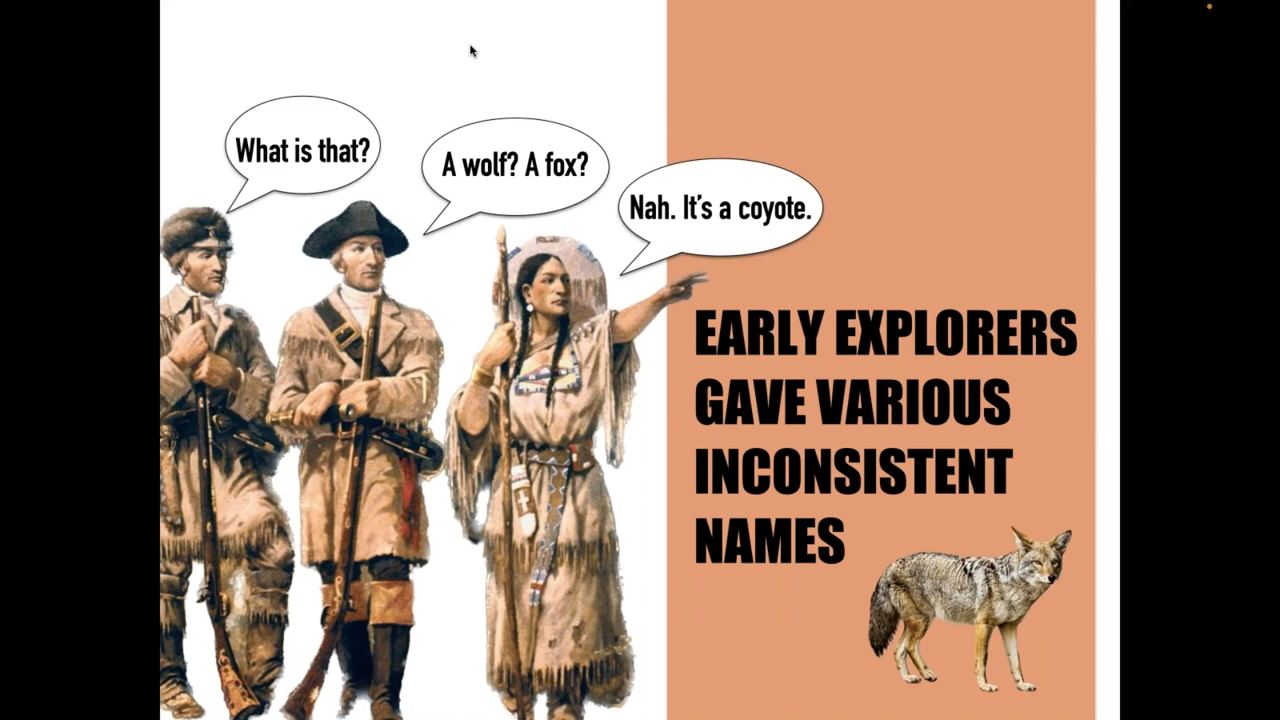 What is that?
A wolf? A fox?
Nah. It's a coyote.
EARLY EXPLORERS
GAVE VARIOUS
INCONSISTENT
NAMES